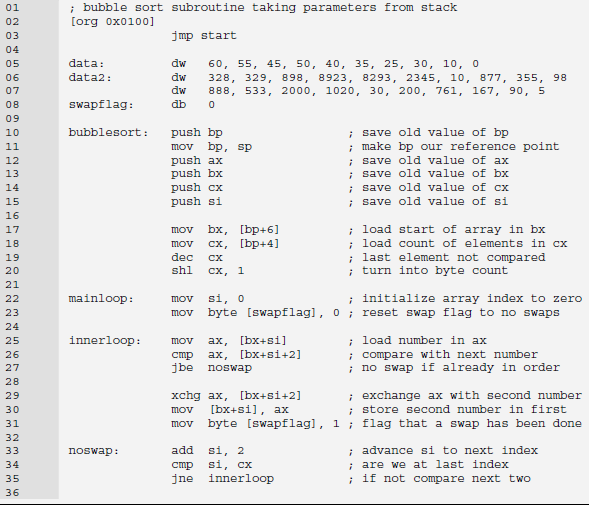 01 ; bubble sort subroutine taking parameters from stack
02 [org 0x0100]
03 jmp start
04
05 data: dw 60, 55, 45, 50, 40, 35, 25, 30, 10, 0
06 data2: dw 328, 329, 898, 8923, 8293, 2345, 10, 877, 355, 98
07 dw 888, 533, 2000, 1020, 30, 200, 761, 167, 90, 5
08 swapflag: db 0
09
10 bubblesort: push bp ; save old value of bp
11 mov bp, sp ; make bp our reference point
12 push ax ; save old value of ax
13 push bx ; save old value of bx
14 push cx ; save old value of cx
15 push si ; save old value of si
16
17 mov bx, [bp+6] ; load start of array in bx
18 mov cx, [bp+4] ; load count of elements in cx
19 dec cx ; last element not compared
20 shl cx, 1 ; turn into byte count
21
22 mainloop: mov si, 0 ; initialize array index to zero
23 mov byte [swapflag], 0 ; reset swap flag to no swaps
24
25 innerloop: mov ax, [bx+si] ; load number in ax
26 cmp ax, [bx+si+2] ; compare with next number
27 jbe noswap ; no swap if already in order
28
29 xchg ax, [bx+si+2] ; exchange ax with second number
30 mov [bx+si], ax ; store second number in first
31 mov byte [swapflag], 1 ; flag that a swap has been done
32
33 noswap: add si, 2 ; advance si to next index
34 cmp si, cx ; are we at last index
35 jne innerloop ; if not compare next two
36